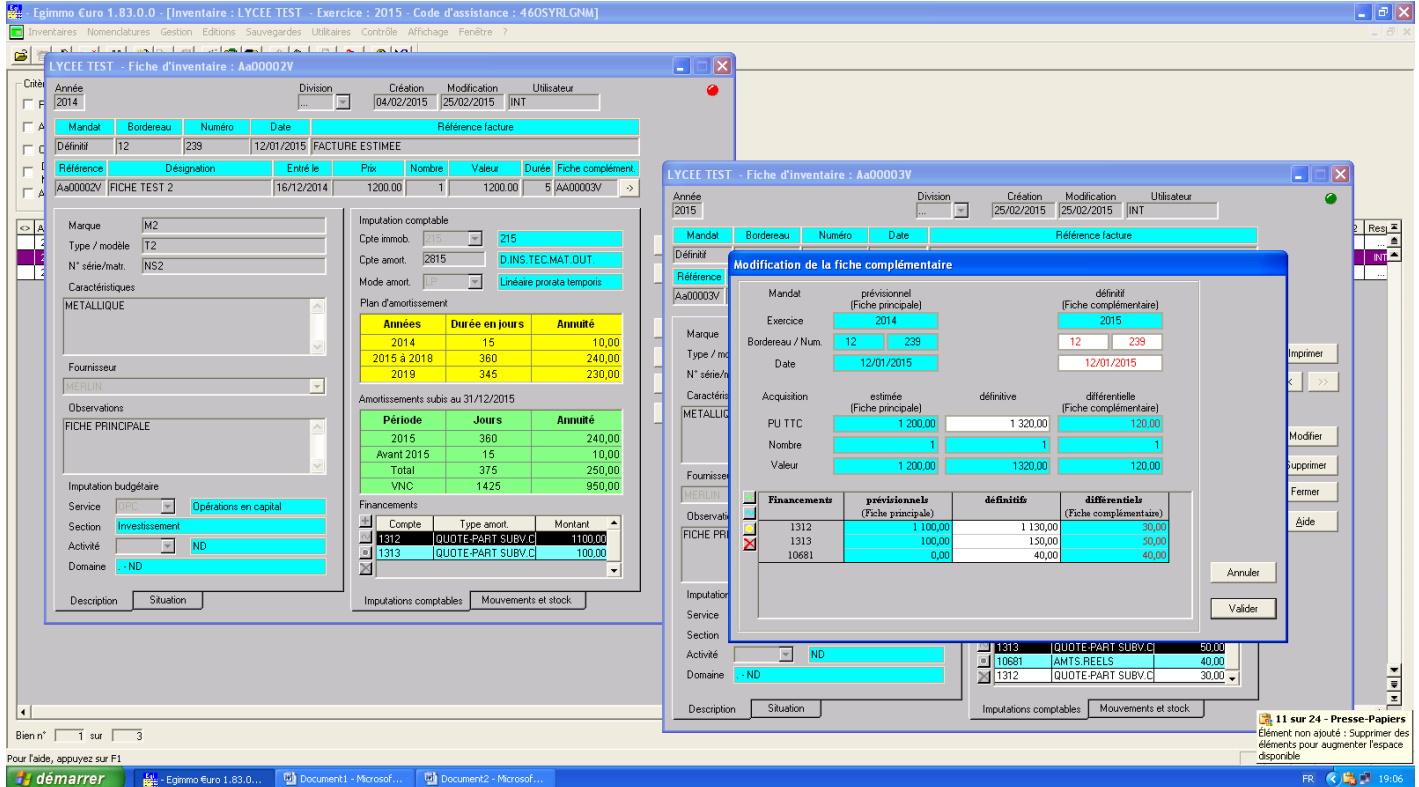 - Egimmo €uro 1.83.0.0 - [Inventaire : LYCEE TEST - Exercice : 2015 - Code d'assistance : 46OSYRLGNM]
Inventaires Nomenclatures Gestion Editions Sauvegardes Utilitaires Contrôle Affichage Fenêtre ?
LYCEE TEST - Fiche d'inventaire : Aa00002V
Année Division Création Modification Utilisateur
2014 ... 04/02/2015 25/02/2015 INT
Mandat Bordereau Numéro Date Référence facture
Définitif 12 239 12/01/2015 FACTURE ESTIMEE
Référence Désignation Entré le Prix Nombre Valeur Durée Fiche complément.
Aa00002V FICHE TEST 2 16/12/2014 1200.00 1 1200.00 5 AA00003V ->
Marque M2
Type / modèle T2
N° série/matr. NS2
Caractéristiques
METALLIQUE
Fournisseur
MERLIN
Observations
FICHE PRINCIPALE
Imputation budgétaire
Service OPC Opérations en capital
Section Investissement
Activité ND
Domaine . - ND
Description Situation
Imputation comptable
Cpte immob. 215 215
Cpte amort. 2815 D.INS.TEC.MAT.OUT.
Mode amort. LP Linéaire prorata temporis
Plan d'amortissement
Années Durée en jours Annuité
2014 15 10,00
2015 à 2018 360 240,00
2019 345 230,00
Amortissements subis au 31/12/2015
Période Jours Annuité
2015 360 240,00
Avant 2015 15 10,00
Total 375 250,00
VNC 1425 950,00
Financements
Compte Type amort. Montant
1312 QUOTE-PART SUBV.C 1100,00
1313 QUOTE-PART SUBV.C 100,00
Imputations comptables Mouvements et stock
LYCEE TEST - Fiche d'inventaire : Aa00003V
Année Division Création Modification Utilisateur
2015 ... 25/02/2015 25/02/2015 INT
Mandat Bordereau Numéro Date Référence facture
Définitif
Référence
Aa00003V
Marque
Type / mo
N° série/m
Caractéris
METALLIQ
Fournisseu
MERLIN
Observati
FICHE PRI
Imputation
Service
Section
Activité ND
Domaine . - ND
Description Situation
Modification de la fiche complémentaire
Mandat prévisionnel définitif
(Fiche principale) (Fiche complémentaire)
Exercice 2014 2015
Bordereau / Num. 12 239 12 239
Date 12/01/2015 12/01/2015
Acquisition estimée définitive différentielle
(Fiche principale) (Fiche complémentaire)
PU TTC 1 200,00 1 320,00 120,00
Nombre 1 1 1
Valeur 1 200,00 1320,00 120,00
Financements prévisionnels définitifs différentiels
(Fiche principale) (Fiche complémentaire)
1312 1 100,00 1 130,00 30,00
1313 100,00 150,00 50,00
10681 0,00 40,00 40,00
Annuler
Valider
1313 QUOTE-PART SUBV.C 50,00
10681 AMTS.REELS 40,00
1312 QUOTE-PART SUBV.C 30,00
Imputations comptables Mouvements et stock
Imprimer
>>
Modifier
Supprimer
Fermer
Aide
2 Resp
...
INT
...
Critè
Bien n° 1 sur 3
Pour l'aide, appuyez sur F1
11 sur 24 - Presse-Papiers
Élément non ajouté : Supprimer des
éléments pour augmenter l'espace
disponible
démarrer - Egimmo €uro 1.83.0... Document1 - Microsof... Document2 - Microsof... FR 19:06